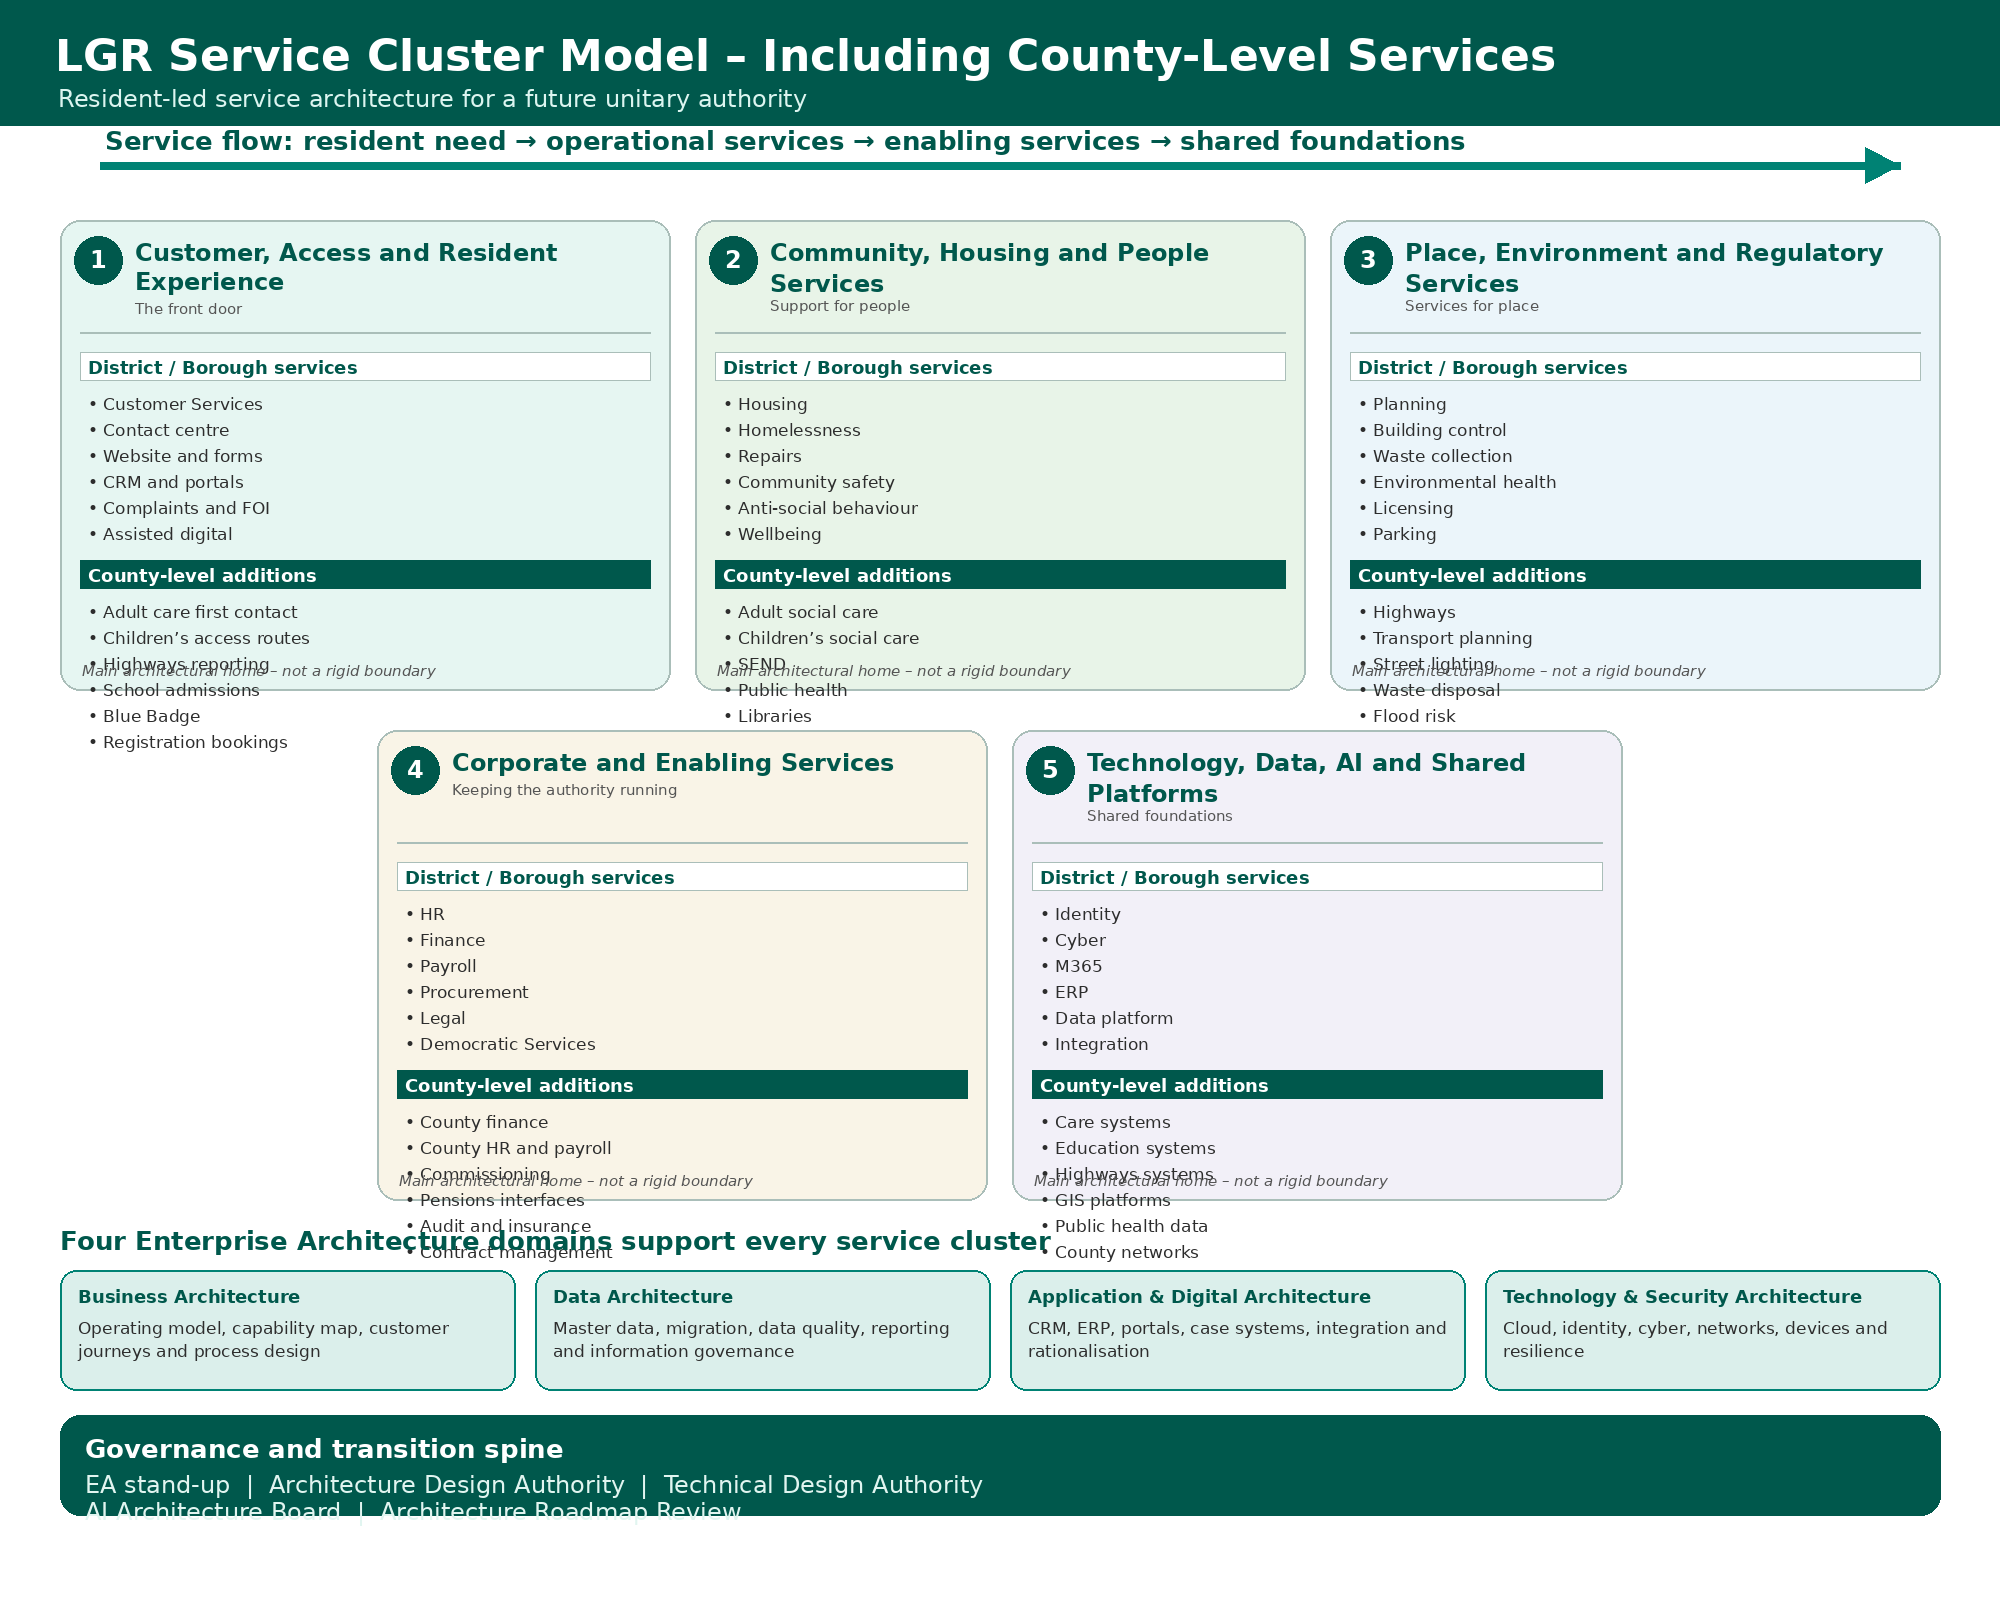 LGR Service Cluster Model – Including County-Level Services
Resident-led service architecture for a future unitary authority
Service flow: resident need → operational services → enabling services → shared foundations
1
Customer, Access and Resident
Experience
The front door
District / Borough services
• Customer Services
• Contact centre
• Website and forms
• CRM and portals
• Complaints and FOI
• Assisted digital
County-level additions
• Adult care first contact
• Children’s access routes
• Highways reporting
Main architectural home – not a rigid boundary
• School admissions
• Blue Badge
• Registration bookings
2
Community, Housing and People
Services
Support for people
District / Borough services
• Housing
• Homelessness
• Repairs
• Community safety
• Anti-social behaviour
• Wellbeing
County-level additions
• Adult social care
• Children’s social care
• SEND
Main architectural home – not a rigid boundary
• Public health
• Libraries
3
Place, Environment and Regulatory
Services
Services for place
District / Borough services
• Planning
• Building control
• Waste collection
• Environmental health
• Licensing
• Parking
County-level additions
• Highways
• Transport planning
• Street lighting
Main architectural home – not a rigid boundary
• Waste disposal
• Flood risk
4
Corporate and Enabling Services
Keeping the authority running
District / Borough services
• HR
• Finance
• Payroll
• Procurement
• Legal
• Democratic Services
County-level additions
• County finance
• County HR and payroll
• Commissioning
Main architectural home – not a rigid boundary
• Pensions interfaces
• Audit and insurance
• Contract management
5
Technology, Data, AI and Shared
Platforms
Shared foundations
District / Borough services
• Identity
• Cyber
• M365
• ERP
• Data platform
• Integration
County-level additions
• Care systems
• Education systems
• Highways systems
Main architectural home – not a rigid boundary
• GIS platforms
• Public health data
• County networks
Four Enterprise Architecture domains support every service cluster
Business Architecture
Operating model, capability map, customer
journeys and process design
Data Architecture
Master data, migration, data quality, reporting
and information governance
Application & Digital Architecture
CRM, ERP, portals, case systems, integration and
rationalisation
Technology & Security Architecture
Cloud, identity, cyber, networks, devices and
resilience
Governance and transition spine
EA stand-up | Architecture Design Authority | Technical Design Authority
AI Architecture Board | Architecture Roadmap Review